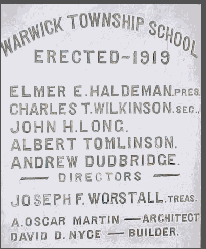 WARWICK TOWNSHIP SCHOOL
ERECTED-1919
ELMER E. HALDEMAN. PRES.
CHARLES T. WILKINSON. SEC.,
JOHN H. LONG.
ALBERT TOMLINSON.
ANDREW DUDBRIDGE.
— DIRECTORS —
JOSEPH F. WORSTALL. TREAS.
A. OSCAR MARTIN — ARCHITECT
DAVID D. NYCE — BUILDER.